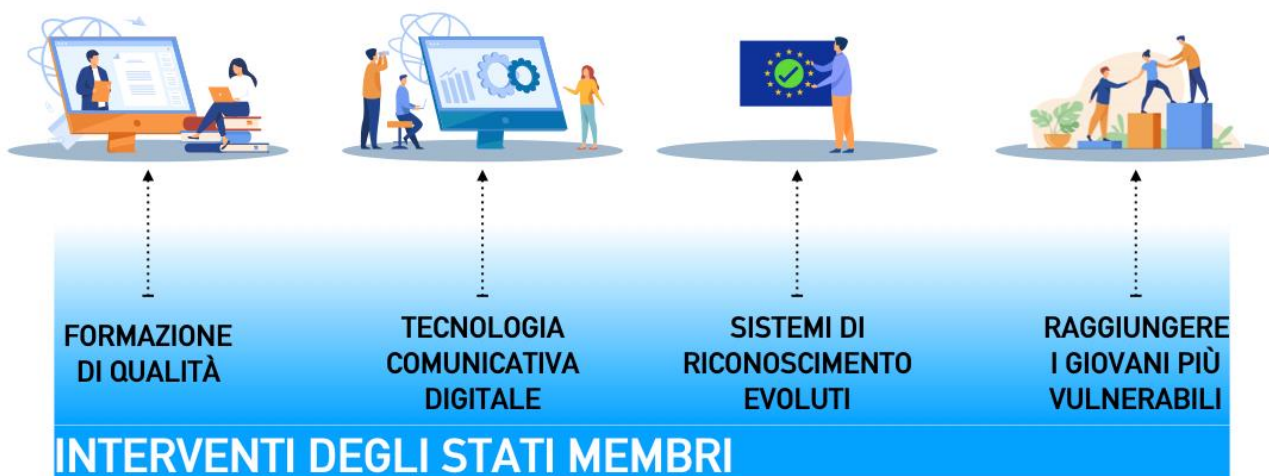 FORMAZIONE
DI QUALITÀ
TECNOLOGIA
COMUNICATIVA
DIGITALE
SISTEMI DI
RICONOSCIMENTO
EVOLUTI
RAGGIUNGERE
I GIOVANI PIÙ
VULNERABILI
INTERVENTI DEGLI STATI MEMBRI